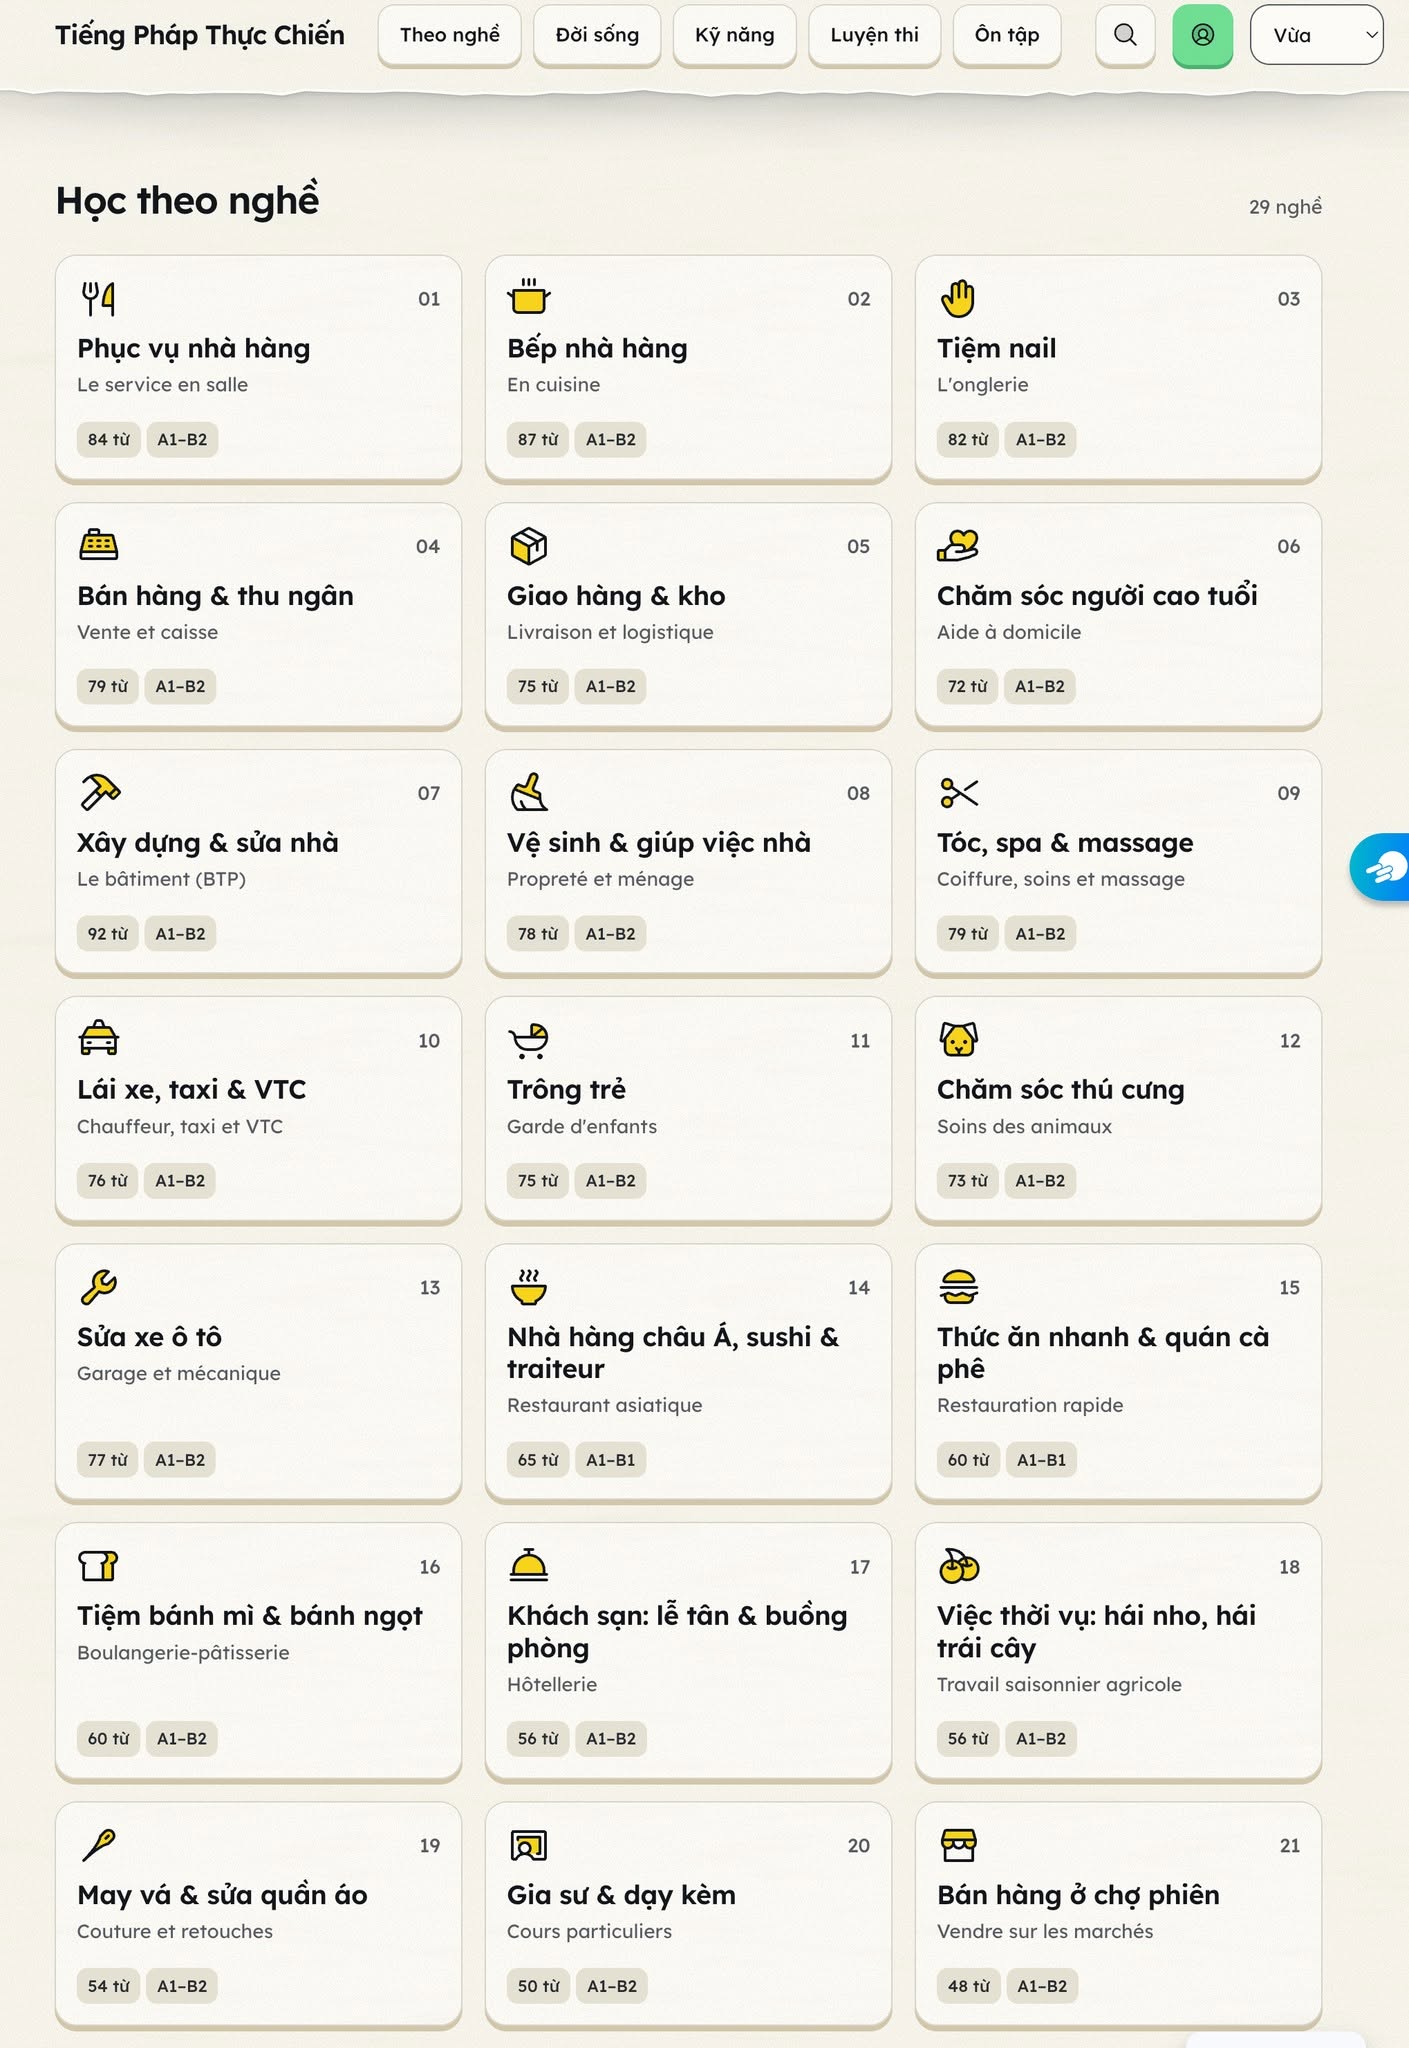 Tiếng Pháp Thực Chiến
Theo nghề
Đời sống
Kỹ năng
Luyện thi
Ôn tập
Vừa
Học theo nghề
29 nghề
01
Phục vụ nhà hàng
Le service en salle
84 từ A1–B2
02
Bếp nhà hàng
En cuisine
87 từ A1–B2
03
Tiệm nail
L'onglerie
82 từ A1–B2
04
Bán hàng & thu ngân
Vente et caisse
79 từ A1–B2
05
Giao hàng & kho
Livraison et logistique
75 từ A1–B2
06
Chăm sóc người cao tuổi
Aide à domicile
72 từ A1–B2
07
Xây dựng & sửa nhà
Le bâtiment (BTP)
92 từ A1–B2
08
Vệ sinh & giúp việc nhà
Propreté et ménage
78 từ A1–B2
09
Tóc, spa & massage
Coiffure, soins et massage
79 từ A1–B2
10
Lái xe, taxi & VTC
Chauffeur, taxi et VTC
76 từ A1–B2
11
Trông trẻ
Garde d'enfants
75 từ A1–B2
12
Chăm sóc thú cưng
Soins des animaux
73 từ A1–B2
13
Sửa xe ô tô
Garage et mécanique
77 từ A1–B2
14
Nhà hàng châu Á, sushi &
traiteur
Restaurant asiatique
65 từ A1–B1
15
Thức ăn nhanh & quán cà
phê
Restauration rapide
60 từ A1–B1
16
Tiệm bánh mì & bánh ngọt
Boulangerie-pâtisserie
60 từ A1–B2
17
Khách sạn: lễ tân & buồng
phòng
Hôtellerie
56 từ A1–B2
18
Việc thời vụ: hái nho, hái
trái cây
Travail saisonnier agricole
56 từ A1–B2
19
May vá & sửa quần áo
Couture et retouches
54 từ A1–B2
20
Gia sư & dạy kèm
Cours particuliers
50 từ A1–B2
21
Bán hàng ở chợ phiên
Vendre sur les marchés
48 từ A1–B2